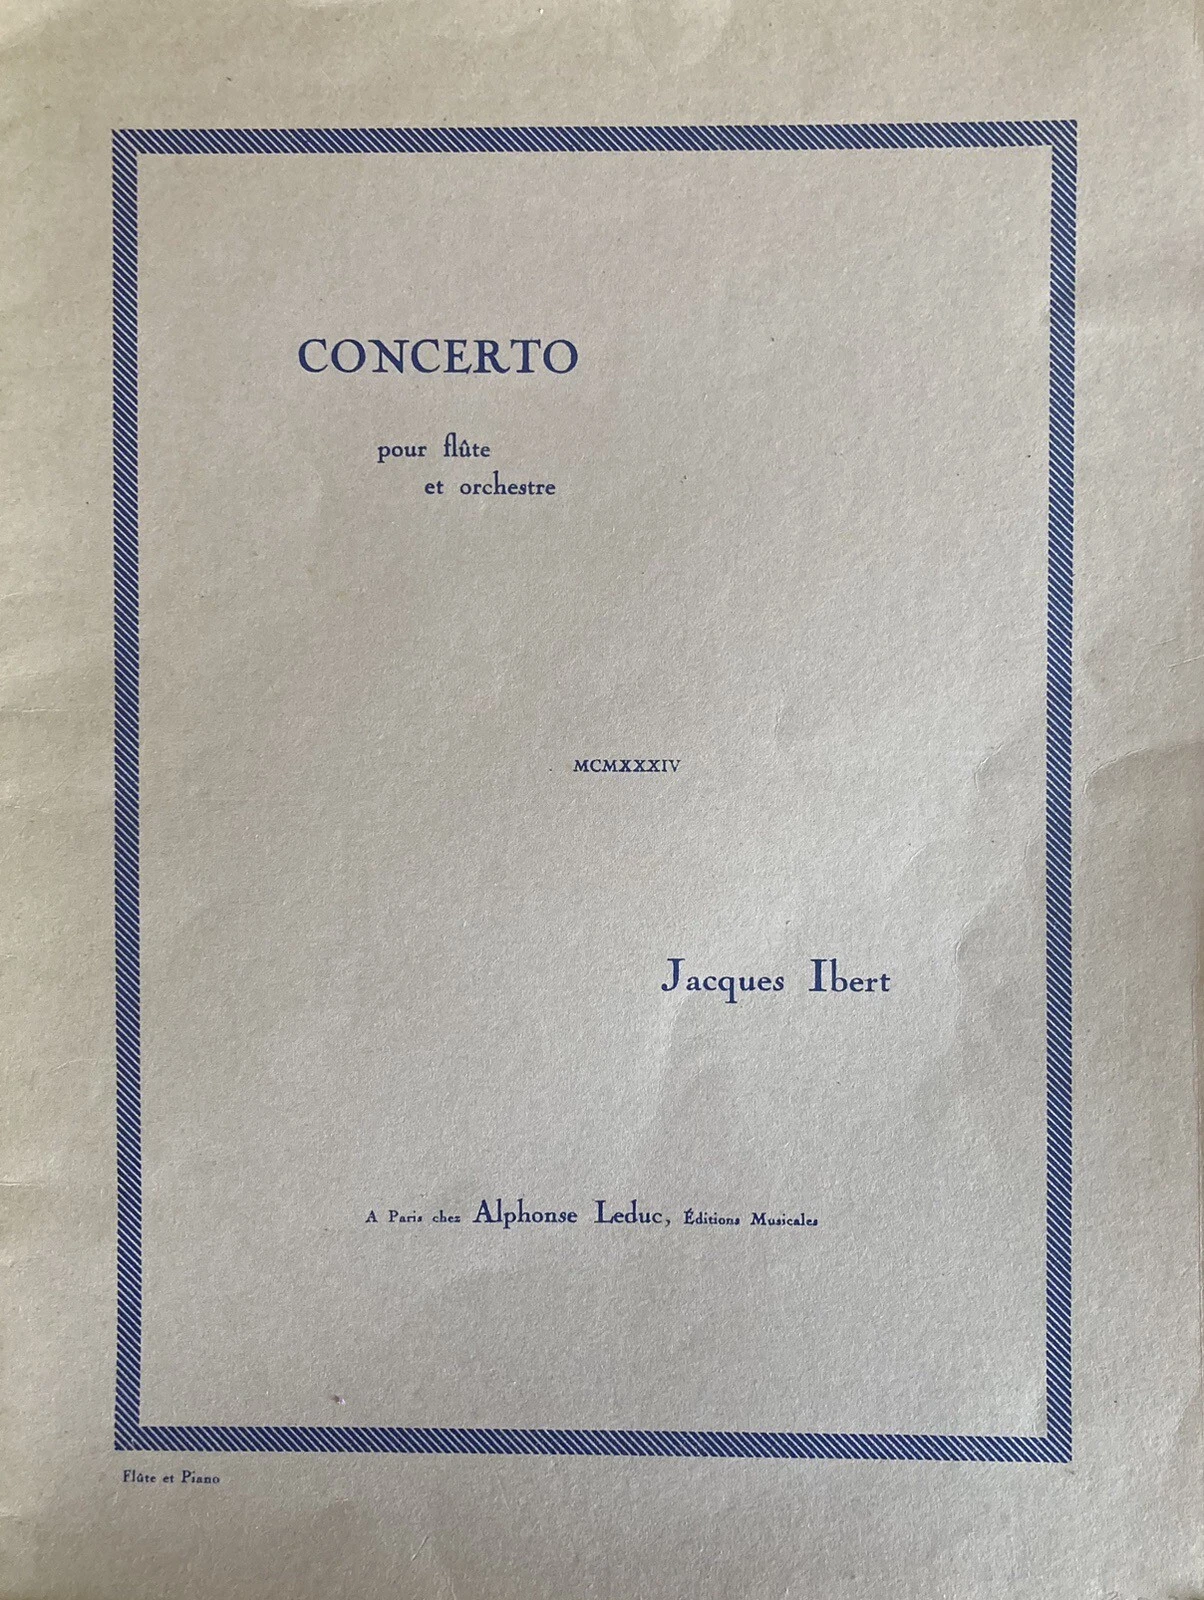 CONCERTO
pour flûte
et orchestre
MCMXXXIV
Jacques Ibert
A Paris chez Alphonse Leduc, Éditions Musicales
Flûte et Piano